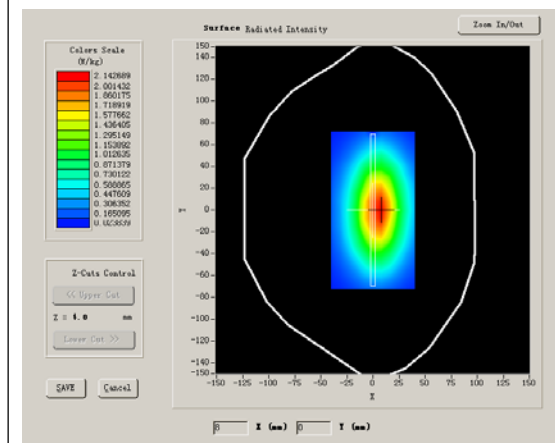 Surface Radiated Intensity
Zoom In/Out
Colors Scale
(W/kg)
2.142689
2.001432
1.860175
1.718919
1.577662
1.436405
1.295149
1.153892
1.012635
0.871379
0.730122
0.588865
0.447609
0.306352
0.165095
0.023839
Z-Cuts Control
<< Upper Cut
Z = 4.0 mm
Lower Cut >>
SAVE
Cancel
150
140
120
100
80
60
40
20
0
-20
-40
-60
-80
-100
-120
-140
-150
Y
-150 -125 -100 -75 -50 -25 0 25 50 75 100 125 150
X
8 X (mm) 0 Y (mm)